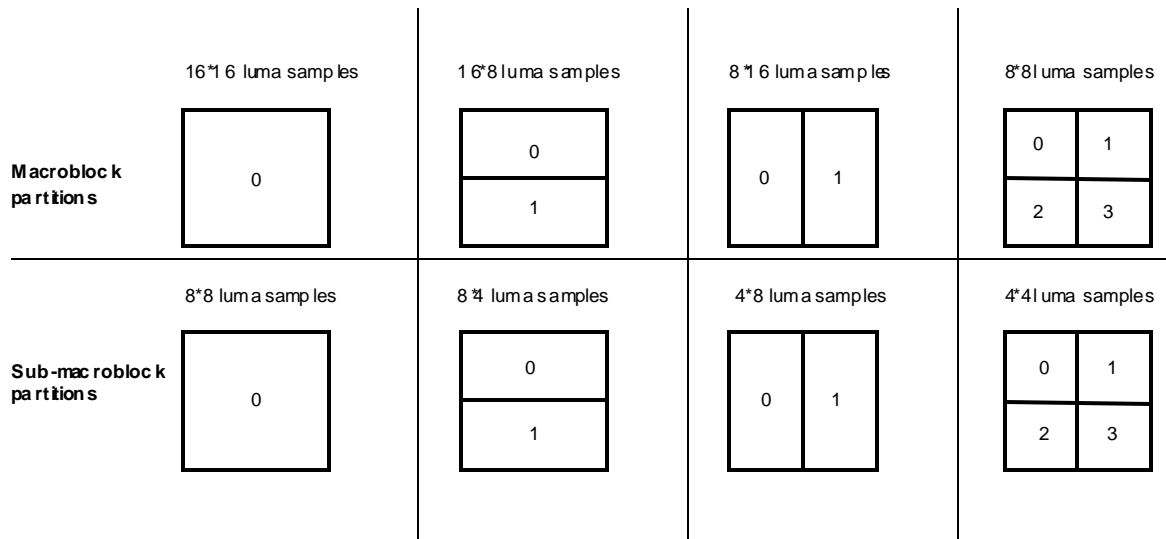 16*16 luma samples
16*8 luma samples
8*16 luma samples
8*8 luma samples
Macroblock
partitions
0
0
1
0 1
0 1
2 3
8*8 luma samples
8*4 luma samples
4*8 luma samples
4*4 luma samples
Sub-macroblock
partitions
0
0
1
0 1
0 1
2 3